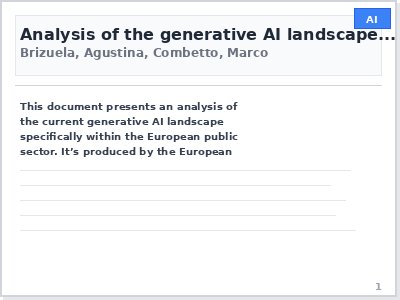 AI
Analysis of the generative AI landscape...
Brizuela, Agustina, Combetto, Marco
This document presents an analysis of
the current generative AI landscape
specifically within the European public
sector. It’s produced by the European
1